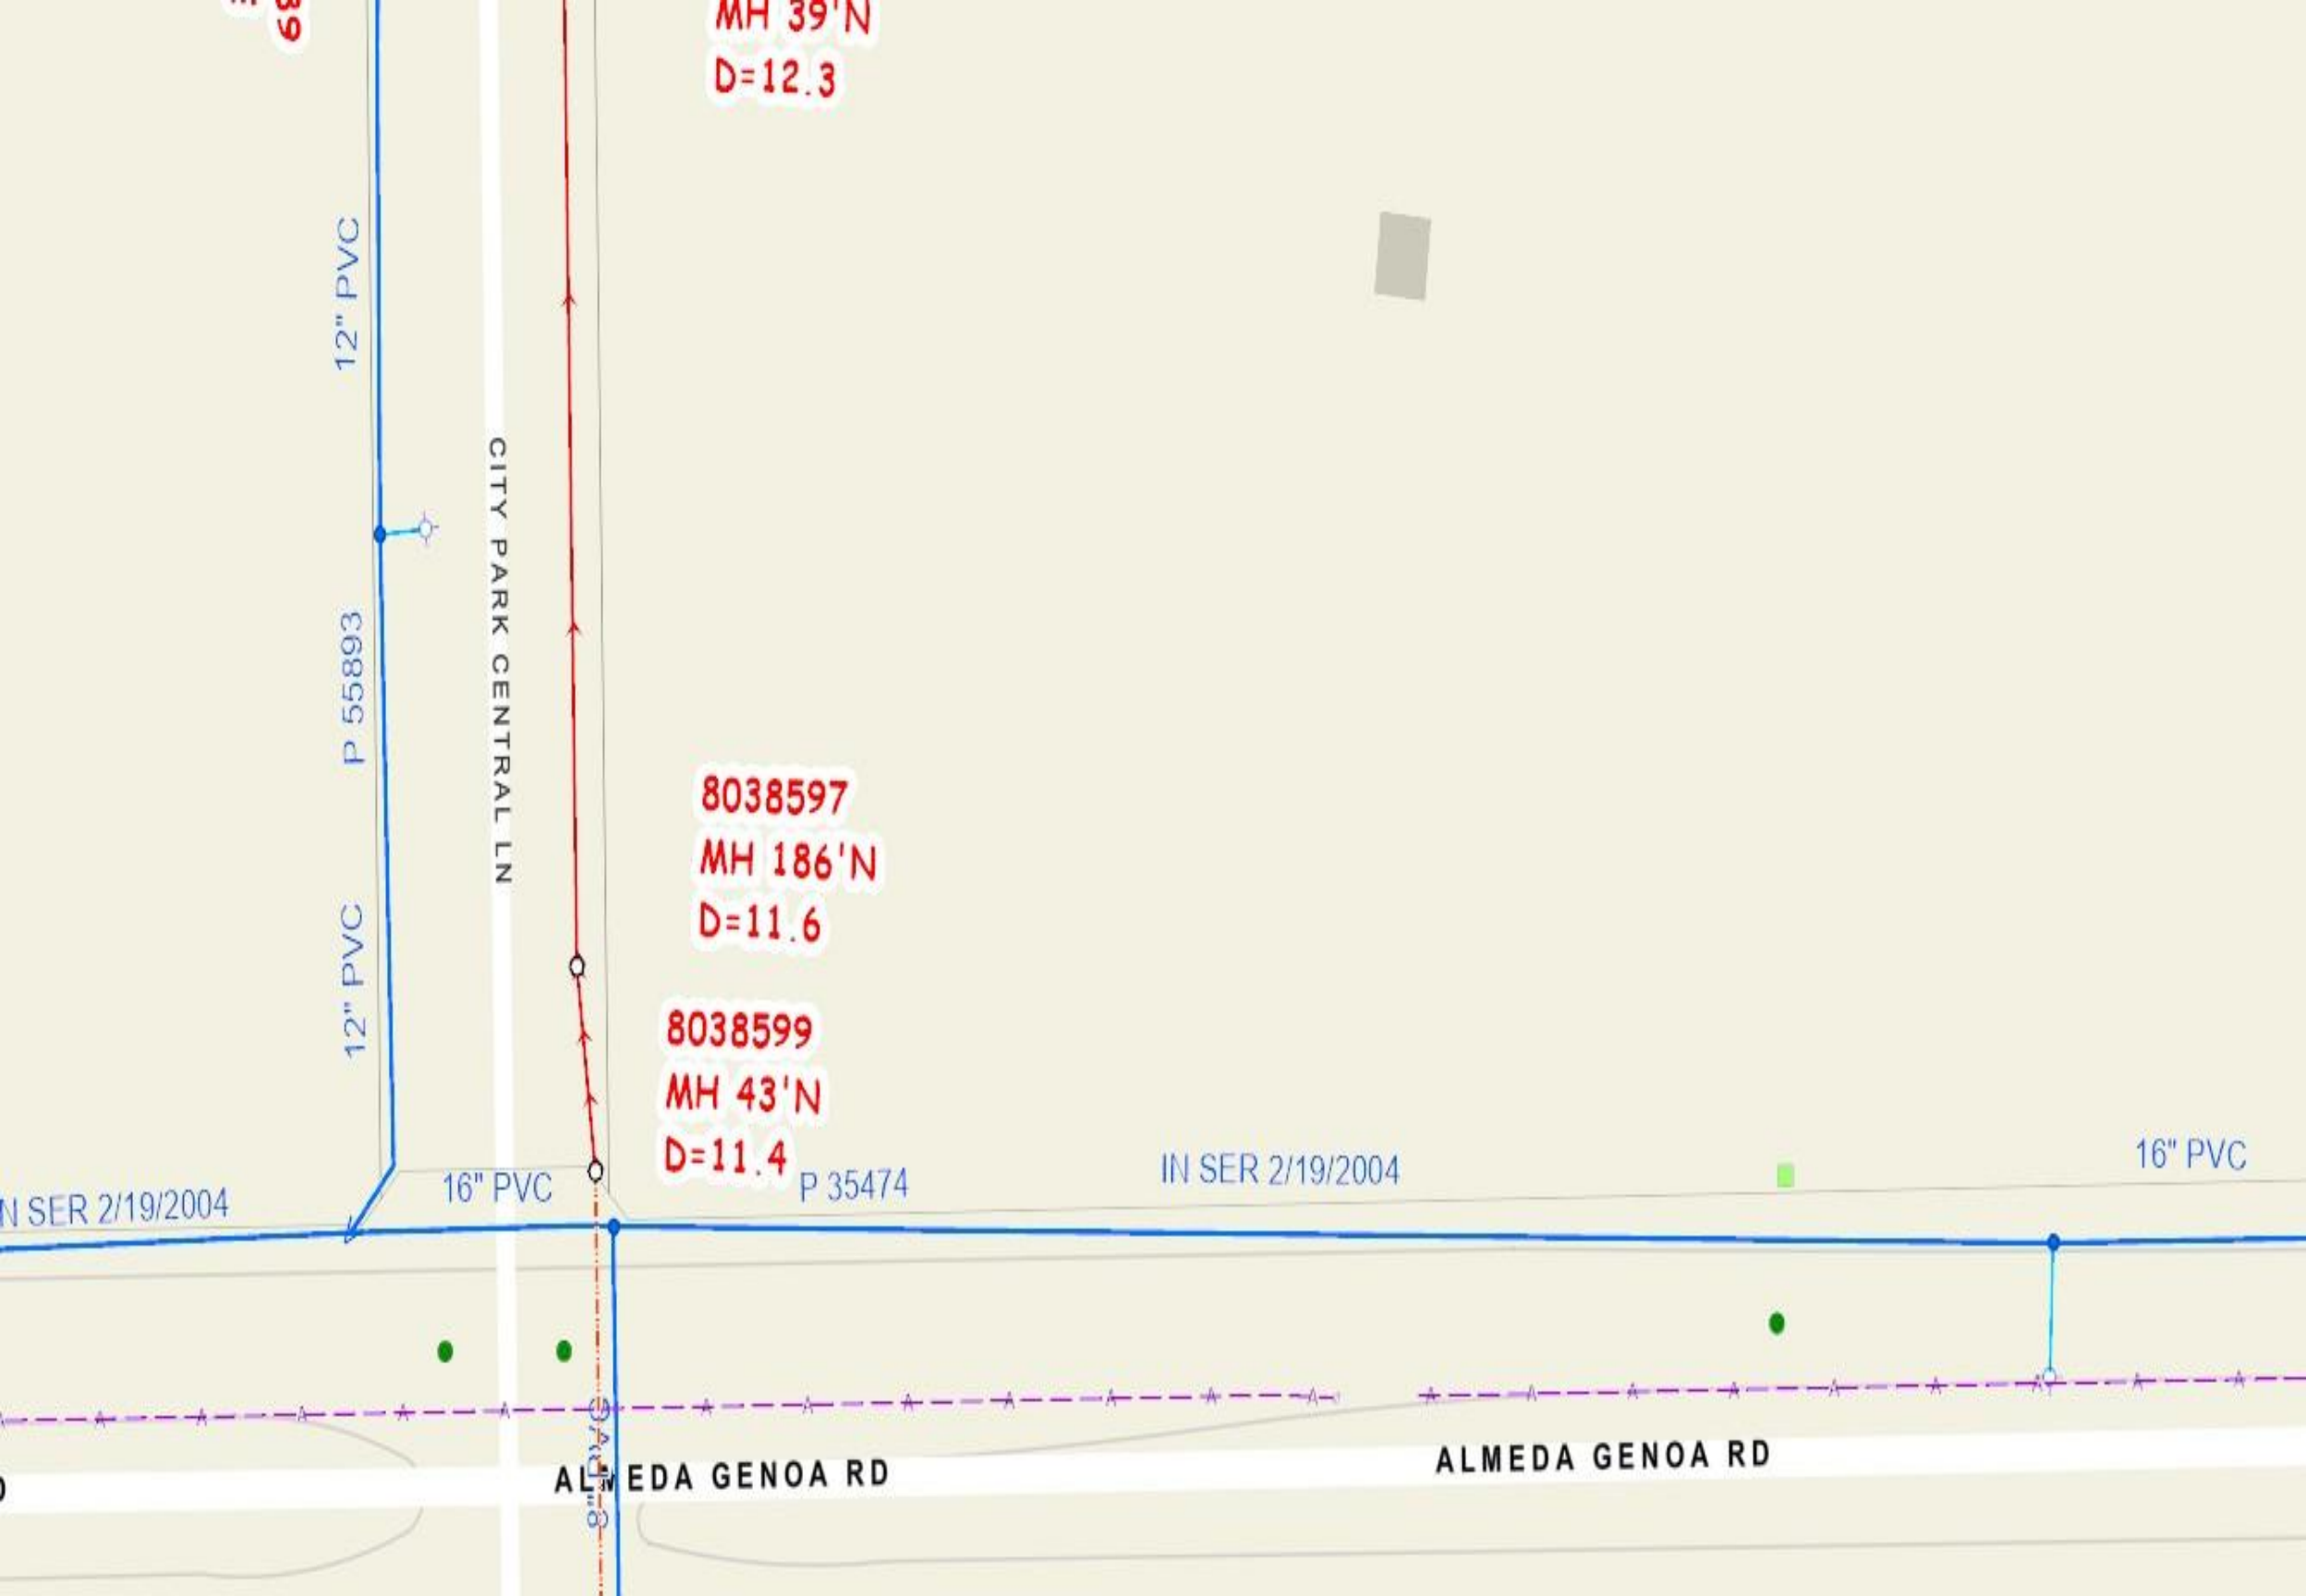 MH 39'N
D=12.3
12" PVC
CITY PARK CENTRAL LN
P 55893
8038597
MH 186'N
D=11.6
12" PVC
8038599
MH 43'N
D=11.4
16" PVC
P 35474
IN SER 2/19/2004
16" PVC
N SER 2/19/2004
ALMEDA GENOA RD
ALMEDA GENOA RD
8" PVC